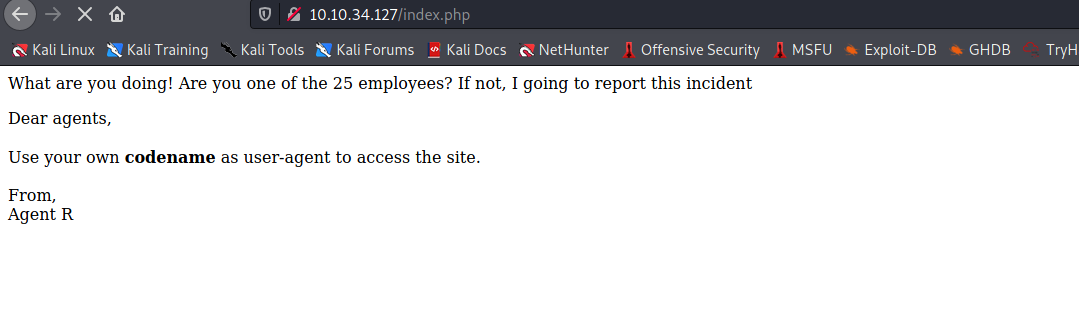 10.10.34.127/index.php
Kali Linux Kali Training Kali Tools Kali Forums Kali Docs NetHunter Offensive Security MSFU Exploit-DB GHDB TryH
What are you doing! Are you one of the 25 employees? If not, I going to report this incident
Dear agents,
Use your own codename as user-agent to access the site.
From,
Agent R